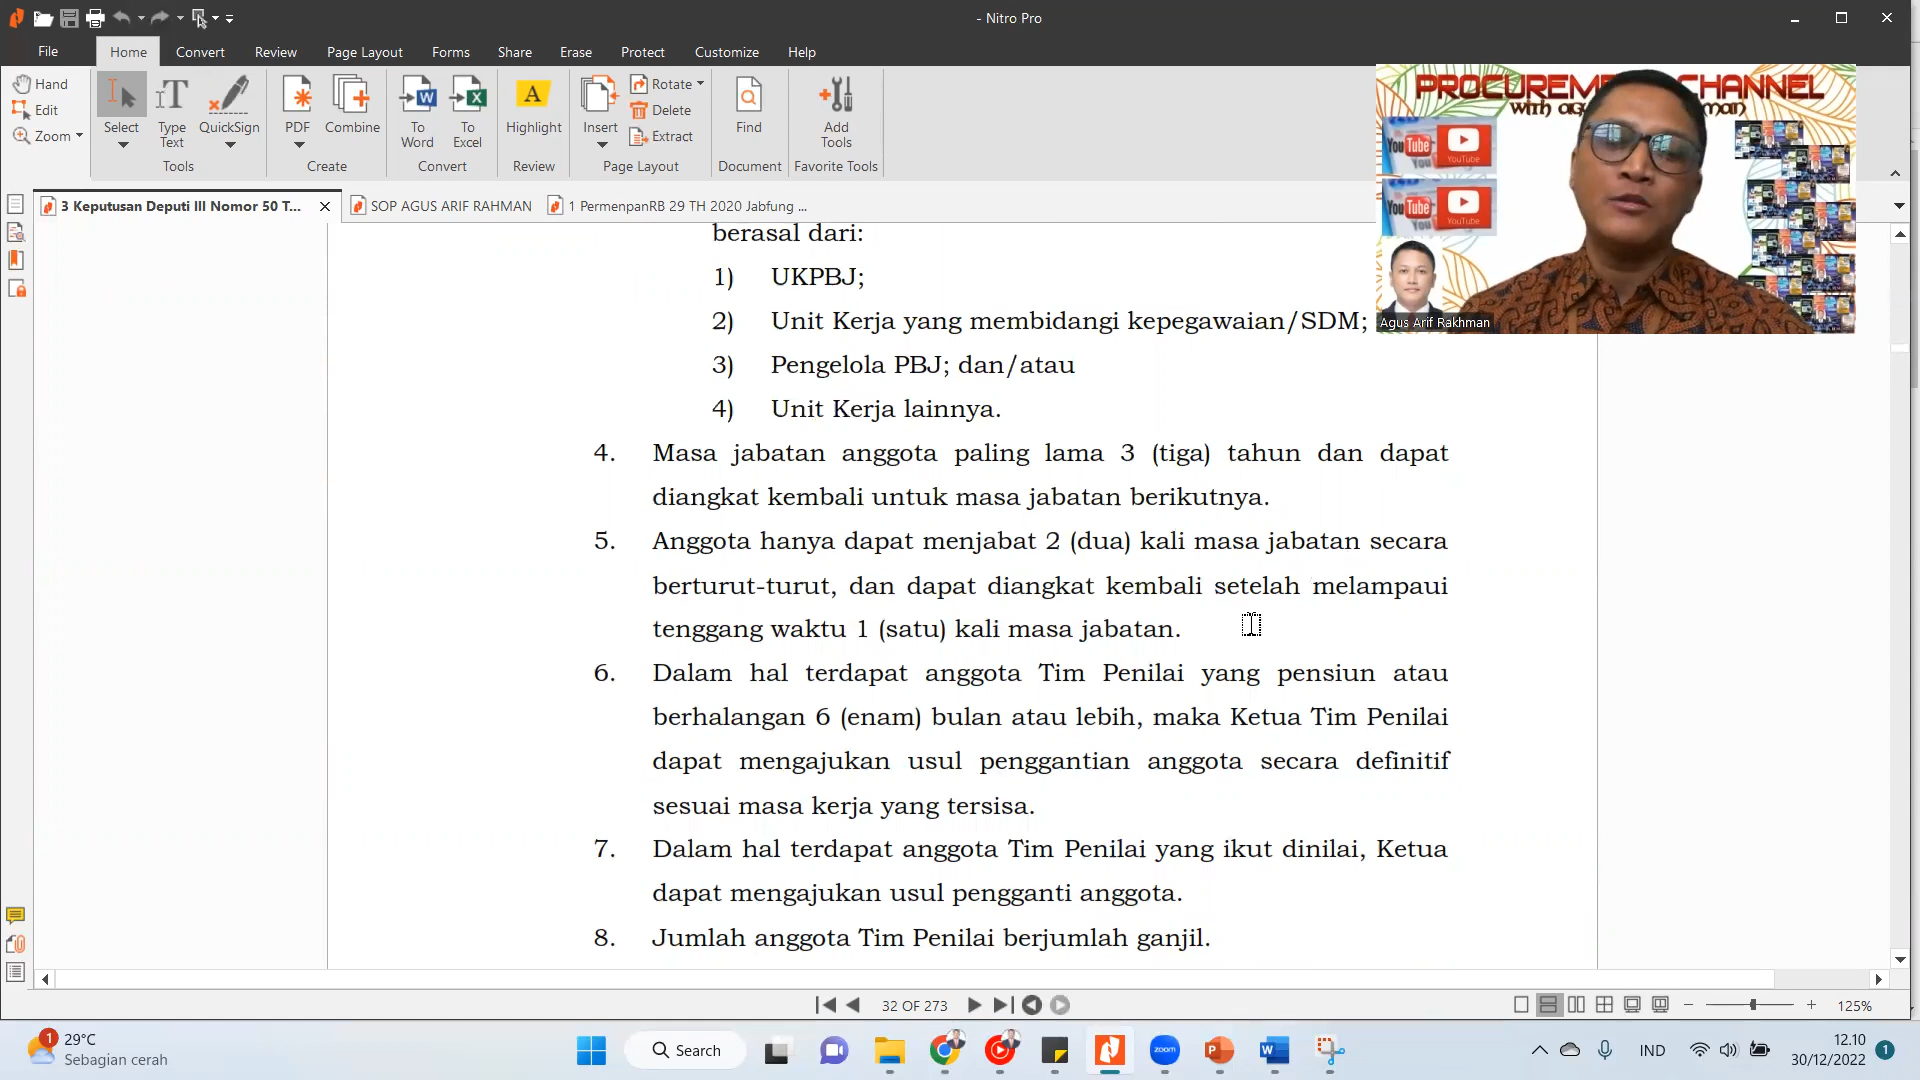 - Nitro Pro
File
Home
Convert
Review
Page Layout
Forms
Share
Erase
Protect
Customize
Help
Hand
Edit
Zoom
Select
Type Text
QuickSign
Tools
PDF
Combine
Create
To Word
To Excel
Convert
Highlight
Review
Insert
Rotate
Delete
Extract
Page Layout
Find
Document
Add Tools
Favorite Tools
3 Keputusan Deputi III Nomor 50 T...
SOP AGUS ARIF RAHMAN
1 PermenpanRB 29 TH 2020 Jabfung ...
YouTube
YouTube
Agus Arif Rakhman
berasal dari:
1) UKPBJ;
2) Unit Kerja yang membidangi kepegawaian/SDM;
3) Pengelola PBJ; dan/atau
4) Unit Kerja lainnya.
4. Masa jabatan anggota paling lama 3 (tiga) tahun dan dapat
diangkat kembali untuk masa jabatan berikutnya.
5. Anggota hanya dapat menjabat 2 (dua) kali masa jabatan secara
berturut-turut, dan dapat diangkat kembali setelah melampaui
tenggang waktu 1 (satu) kali masa jabatan.
6. Dalam hal terdapat anggota Tim Penilai yang pensiun atau
berhalangan 6 (enam) bulan atau lebih, maka Ketua Tim Penilai
dapat mengajukan usul penggantian anggota secara definitif
sesuai masa kerja yang tersisa.
7. Dalam hal terdapat anggota Tim Penilai yang ikut dinilai, Ketua
dapat mengajukan usul pengganti anggota.
8. Jumlah anggota Tim Penilai berjumlah ganjil.
32 OF 273
125%
1
29°C
Sebagian cerah
Search
zoom
IND
12.10
30/12/2022
1